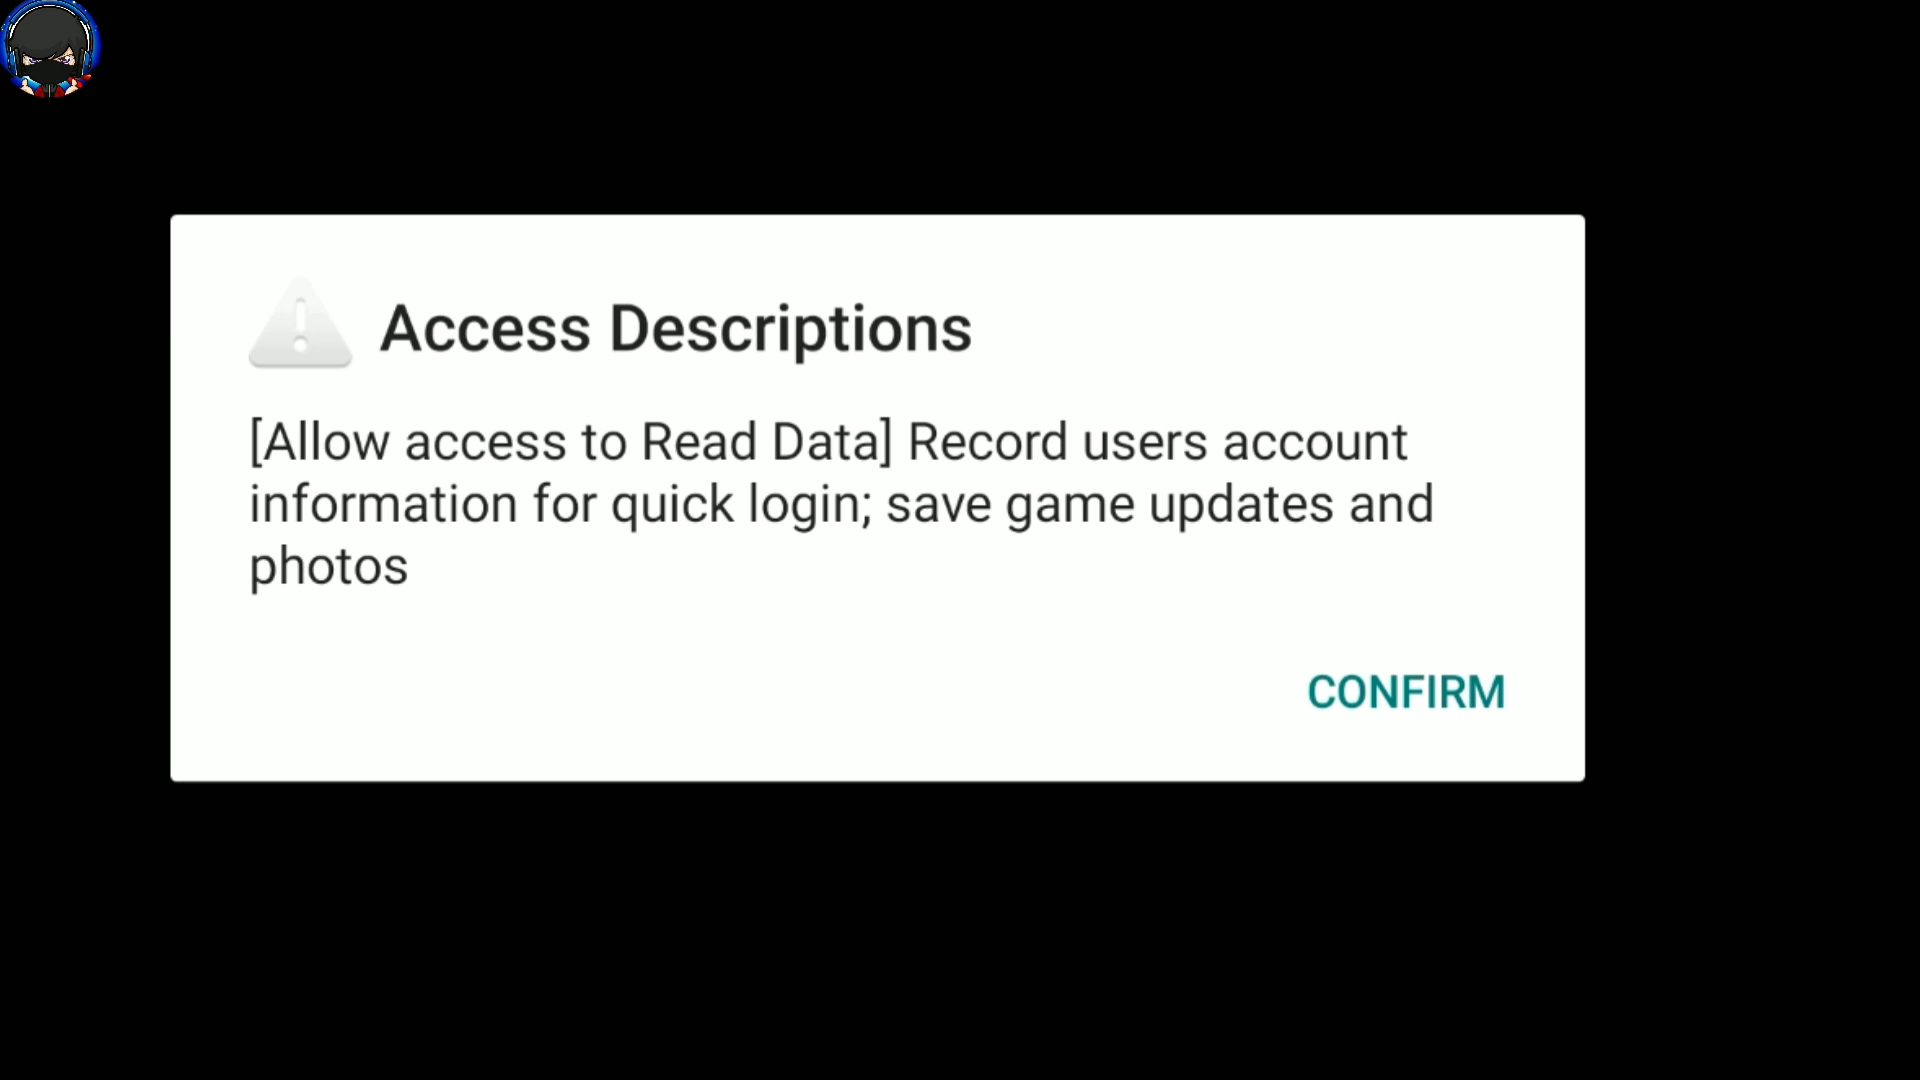 Access Descriptions
[Allow access to Read Data] Record users account
information for quick login; save game updates and
photos
CONFIRM